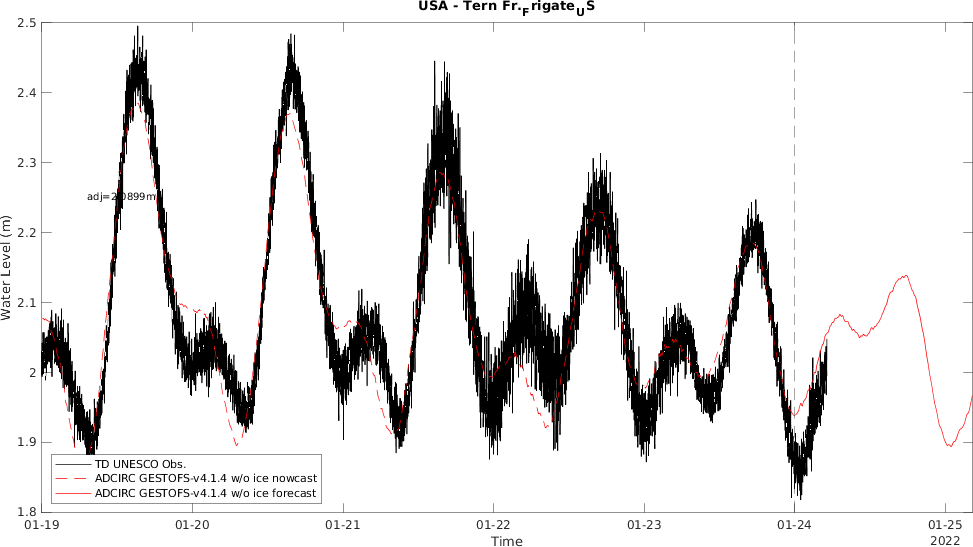 USA - Tern Fr.FrigateUS
2.5
2.4
2.3
adj=2.0899m
2.2
Water Level (m)
2.1
2
1.9
TD UNESCO Obs.
ADCIRC GESTOFS-v4.1.4 w/o ice nowcast
ADCIRC GESTOFS-v4.1.4 w/o ice forecast
1.8
01-19 01-20 01-21 01-22 01-23 01-24 01-25
Time 2022